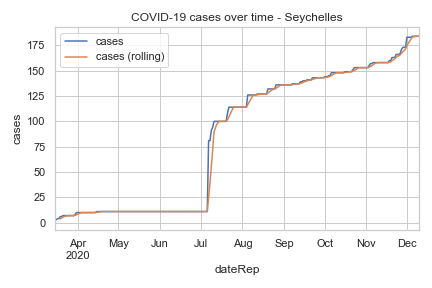 COVID-19 cases over time - Seychelles
cases
cases (rolling)
175
150
125
100
75
50
25
0
cases
Apr May Jun Jul Aug Sep Oct Nov Dec
2020
dateRep